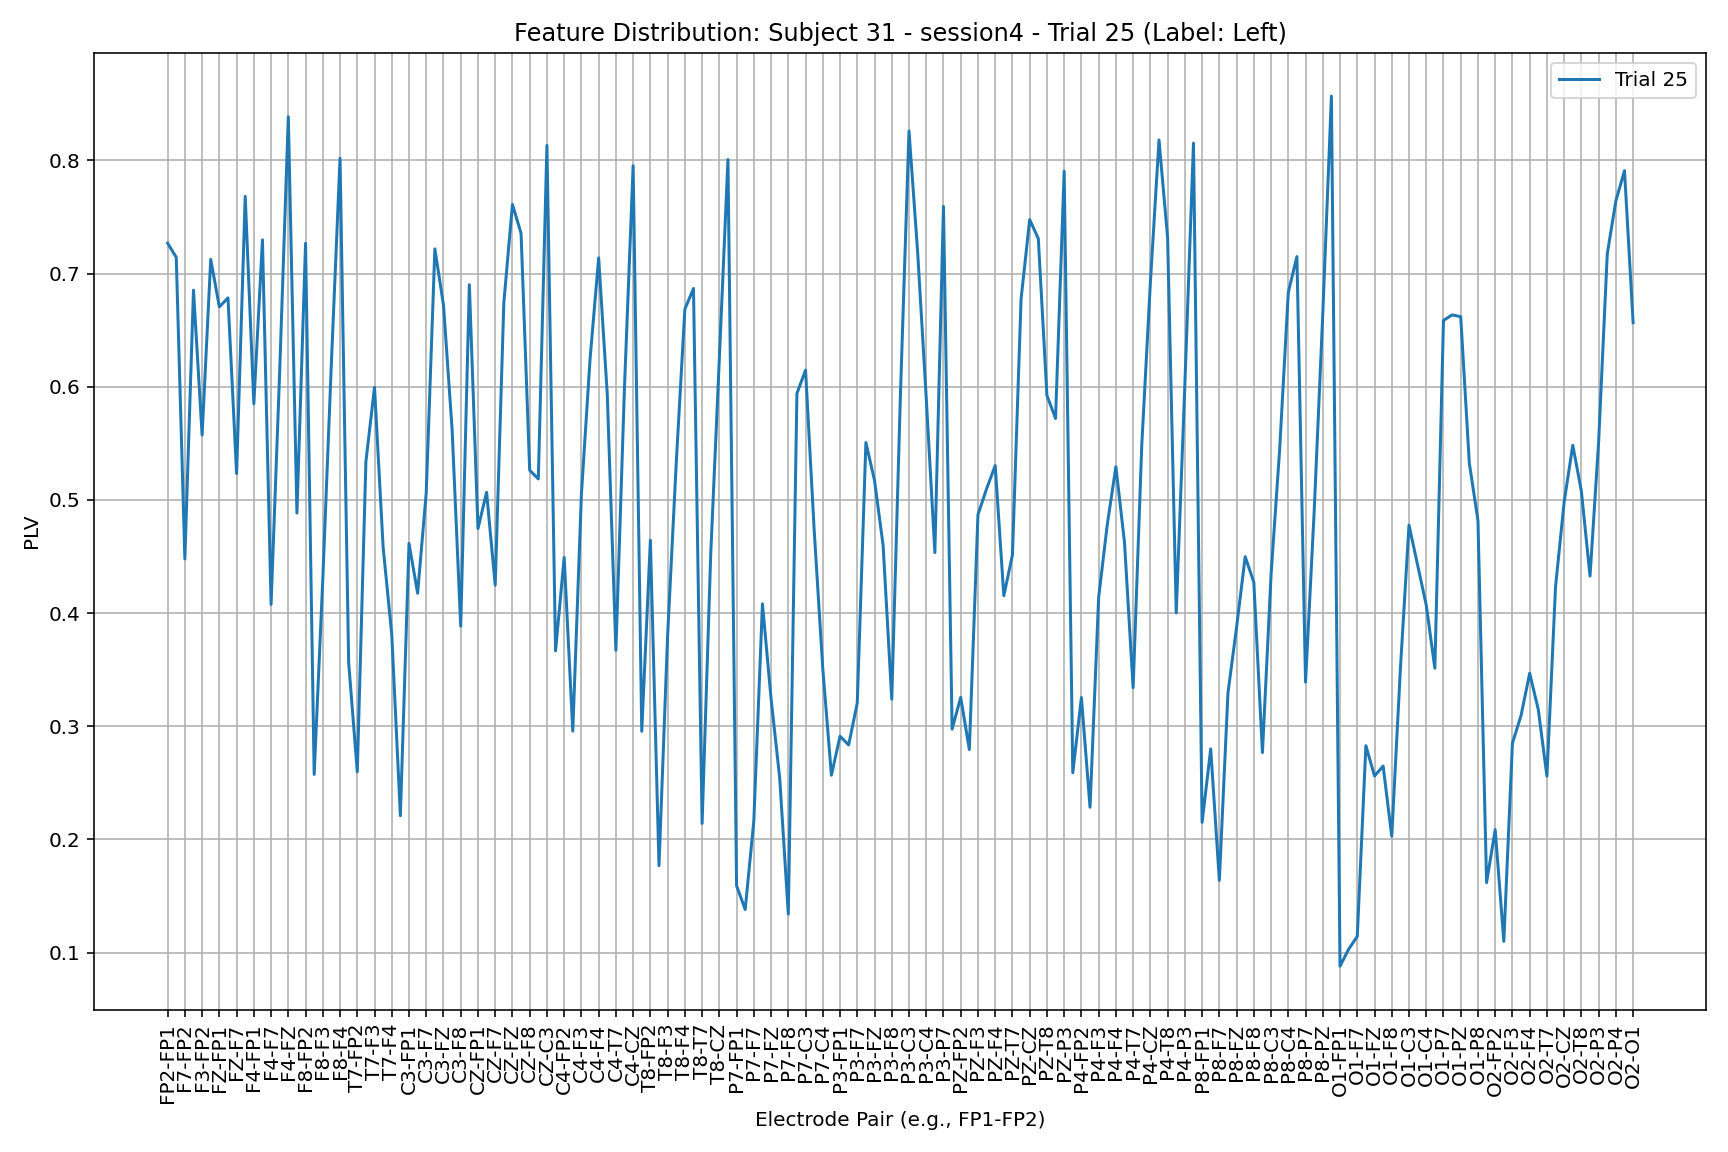 Feature Distribution: Subject 31 - session4 - Trial 25 (Label: Left)
Trial 25
PLV
0.8
0.7
0.6
0.5
0.4
0.3
0.2
0.1
FP2-FP1
F7-FP2
F3-FP2
FZ-FP1
FZ-F7
F4-FP1
F4-F7
F4-FZ
F8-FP2
F8-F3
F8-F4
T7-FP2
T7-F3
T7-F4
C3-FP1
C3-F7
C3-FZ
C3-F8
CZ-FP1
CZ-F7
CZ-FZ
CZ-F8
CZ-C3
C4-FP2
C4-F3
C4-F4
C4-T7
C4-CZ
T8-FP2
T8-F3
T8-F4
T8-T7
T8-CZ
P7-FP1
P7-F7
P7-FZ
P7-F8
P7-C3
P7-C4
P3-FP1
P3-F7
P3-FZ
P3-F8
P3-C3
P3-C4
P3-P7
PZ-FP2
PZ-F3
PZ-F4
PZ-T7
PZ-CZ
PZ-T8
PZ-P3
P4-FP2
P4-F3
P4-F4
P4-T7
P4-CZ
P4-T8
P4-P3
P8-FP1
P8-F7
P8-FZ
P8-F8
P8-C3
P8-C4
P8-P7
P8-PZ
O1-FP1
O1-F7
O1-FZ
O1-F8
O1-C3
O1-C4
O1-P7
O1-PZ
O1-P8
O2-FP2
O2-F3
O2-F4
O2-T7
O2-CZ
O2-T8
O2-P3
O2-P4
O2-O1
Electrode Pair (e.g., FP1-FP2)